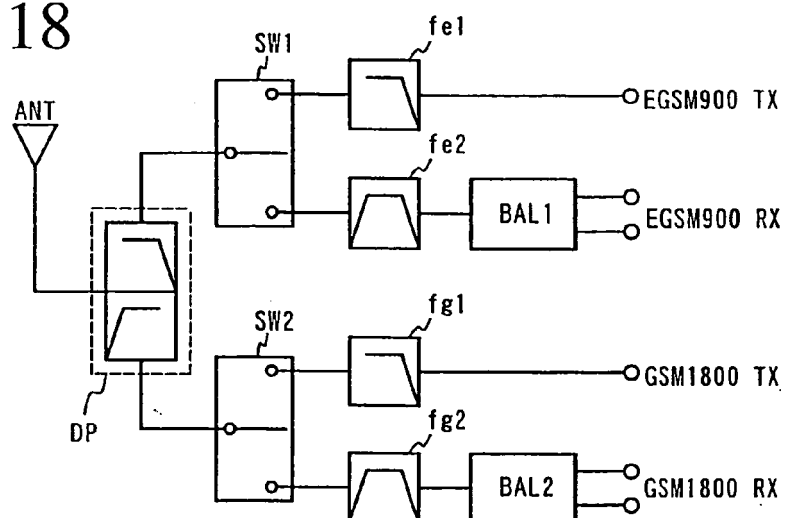 18
SW1
fe1
ANT
EGSM900 TX
fe2
BAL1
EGSM900 RX
SW2
fg1
GSM1800 TX
DP
fg2
BAL2
GSM1800 RX